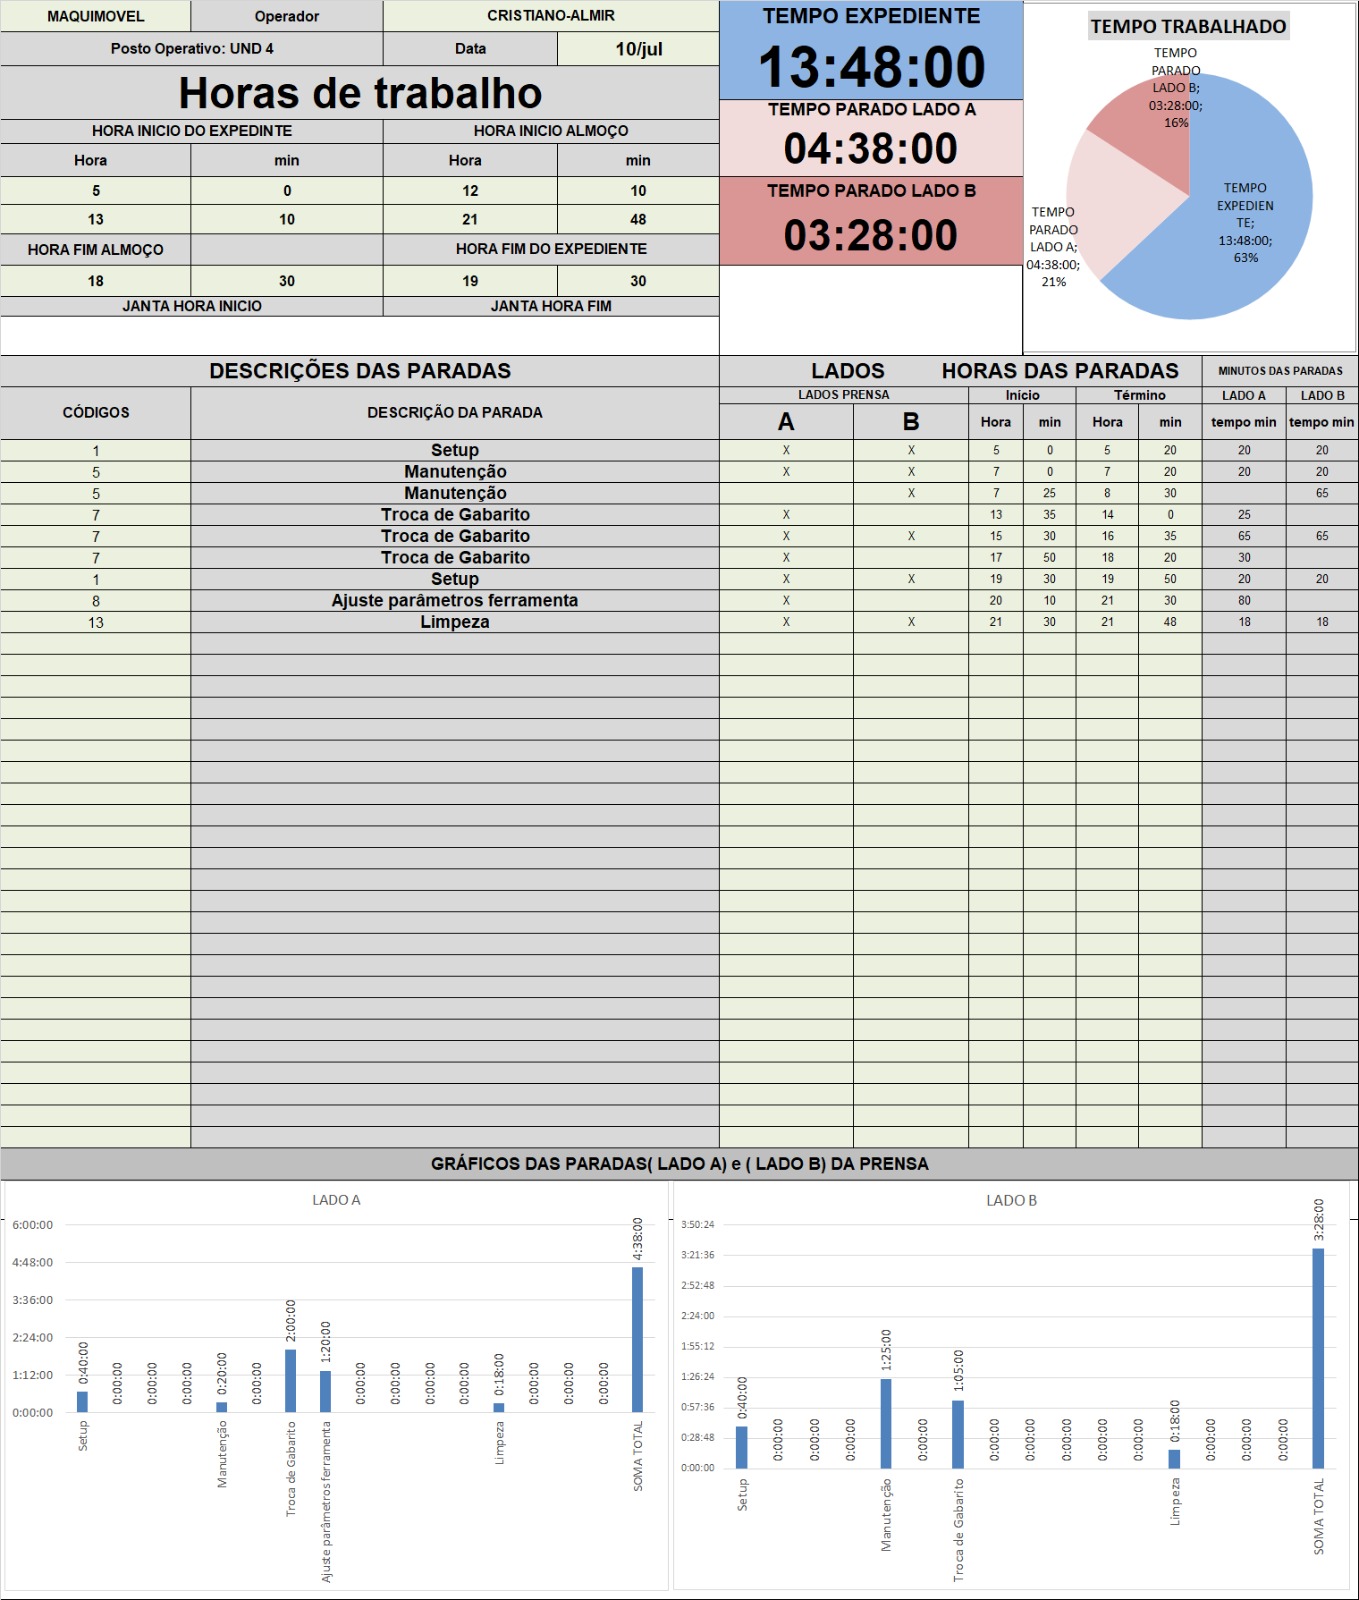 MAQUIMOVEL Operador CRISTIANO-ALMIR
Posto Operativo: UND 4 Data 10/jul
Horas de trabalho
HORA INICIO DO EXPEDINTE HORA INICIO ALMOÇO
Hora min Hora min
5 0 12 10
13 10 21 48
HORA FIM ALMOÇO HORA FIM DO EXPEDIENTE
18 30 19 30
JANTA HORA INICIO JANTA HORA FIM
TEMPO EXPEDIENTE
13:48:00
TEMPO PARADO LADO A
04:38:00
TEMPO PARADO LADO B
03:28:00
TEMPO TRABALHADO
TEMPO
PARADO
LADO B;
03:28:00;
16%
TEMPO
EXPEDIEN
TE;
13:48:00;
63%
TEMPO
PARADO
LADO A;
04:38:00;
21%
DESCRIÇÕES DAS PARADAS LADOS HORAS DAS PARADAS MINUTOS DAS PARADAS
CÓDIGOS DESCRIÇÃO DA PARADA LADOS PRENSA Início Término LADO A LADO B
A B Hora min Hora min tempo min tempo min
1 Setup X X 5 0 5 20 20 20
5 Manutenção X X 7 0 7 20 20 20
5 Manutenção X 7 25 8 30 65
7 Troca de Gabarito X 13 35 14 0 25
7 Troca de Gabarito X X 15 30 16 35 65 65
7 Troca de Gabarito X 17 50 18 20 30
1 Setup X X 19 30 19 50 20 20
8 Ajuste parâmetros ferramenta X 20 10 21 30 80
13 Limpeza X X 21 30 21 48 18 18
GRÁFICOS DAS PARADAS( LADO A) e ( LADO B) DA PRENSA
LADO A
6:00:00
4:48:00
3:36:00
2:24:00
1:12:00
0:00:00
0:40:00 0:00:00 0:00:00 0:00:00 0:20:00 0:00:00 2:00:00 1:20:00 0:00:00 0:00:00 0:00:00 0:00:00 0:18:00 0:00:00 0:00:00 0:00:00 4:38:00
Setup Manutenção Troca de Gabarito Ajuste parâmetros ferramenta Limpeza SOMA TOTAL
LADO B
3:50:24
3:21:36
2:52:48
2:24:00
1:55:12
1:26:24
0:57:36
0:28:48
0:00:00
0:40:00 0:00:00 0:00:00 0:00:00 1:25:00 0:00:00 1:05:00 0:00:00 0:00:00 0:00:00 0:00:00 0:00:00 0:18:00 0:00:00 0:00:00 0:00:00 3:28:00
Setup Manutenção Troca de Gabarito Limpeza SOMA TOTAL